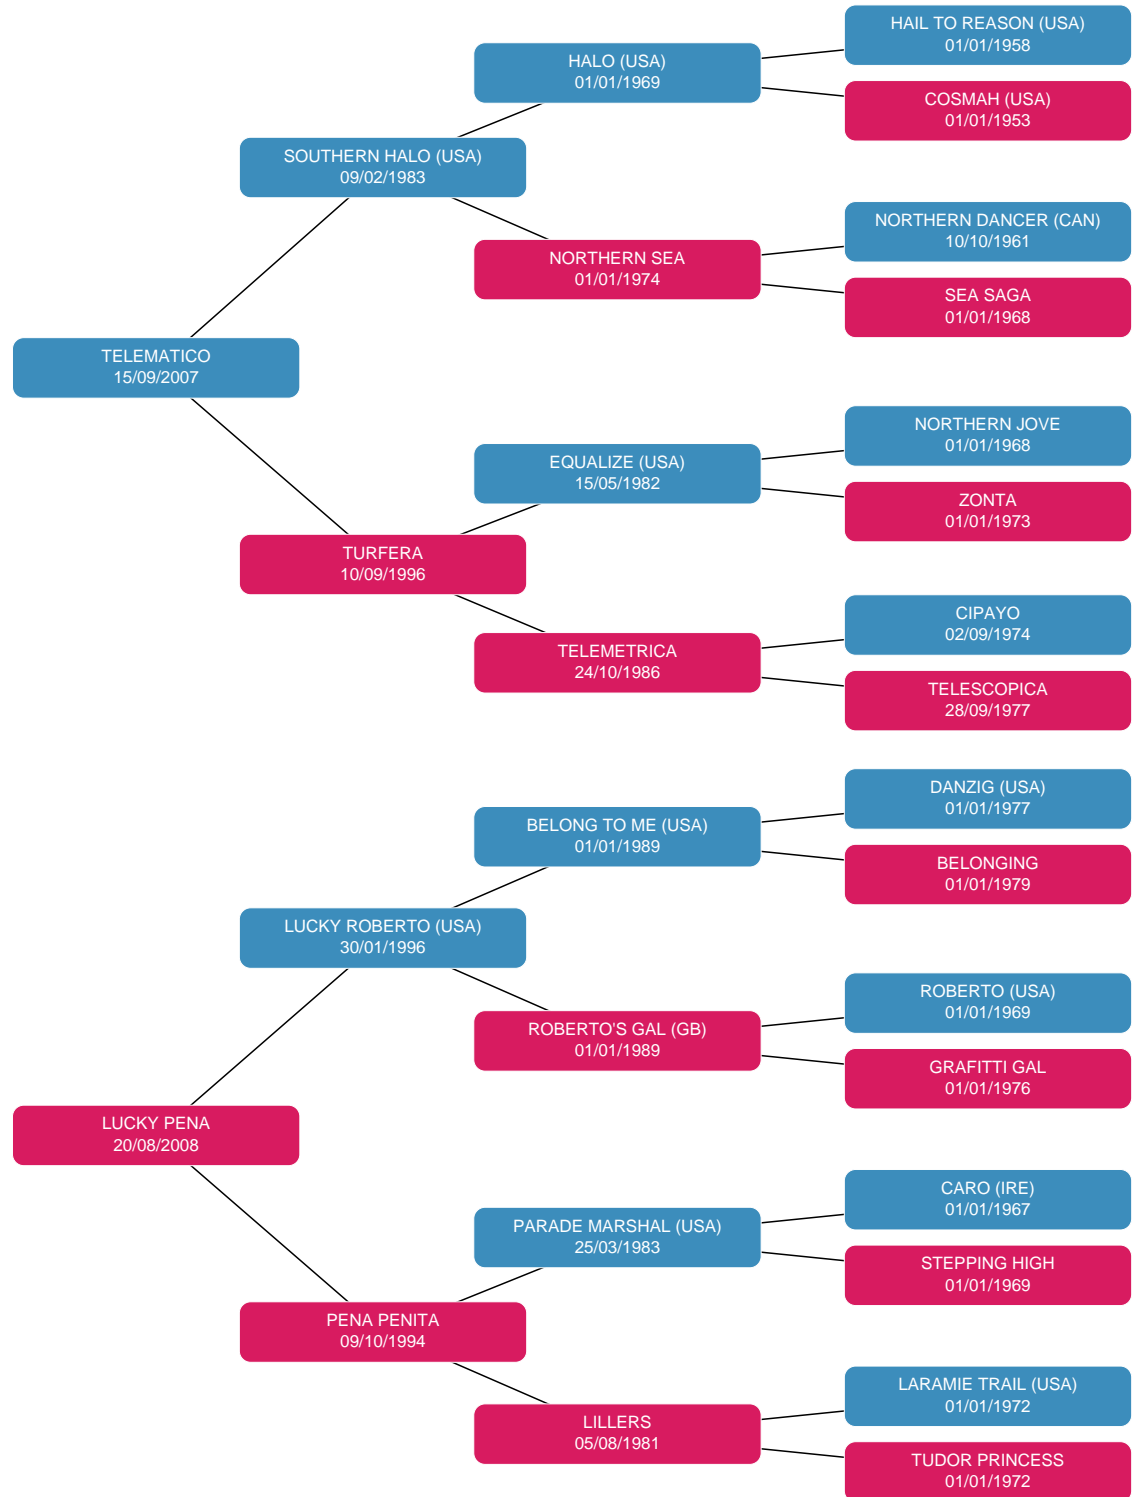 HAIL TO REASON (USA)
01/01/1958
HALO (USA)
01/01/1969
COSMAH (USA)
01/01/1953
SOUTHERN HALO (USA)
09/02/1983
NORTHERN DANCER (CAN)
10/10/1961
NORTHERN SEA
01/01/1974
SEA SAGA
01/01/1968
TELEMATICO
15/09/2007
NORTHERN JOVE
01/01/1968
EQUALIZE (USA)
15/05/1982
ZONTA
01/01/1973
TURFERA
10/09/1996
CIPAYO
02/09/1974
TELEMETRICA
24/10/1986
TELESCOPICA
28/09/1977
DANZIG (USA)
01/01/1977
BELONG TO ME (USA)
01/01/1989
BELONGING
01/01/1979
LUCKY ROBERTO (USA)
30/01/1996
ROBERTO (USA)
01/01/1969
ROBERTO'S GAL (GB)
01/01/1989
GRAFITTI GAL
01/01/1976
LUCKY PENA
20/08/2008
CARO (IRE)
01/01/1967
PARADE MARSHAL (USA)
25/03/1983
STEPPING HIGH
01/01/1969
PENA PENITA
09/10/1994
LARAMIE TRAIL (USA)
01/01/1972
LILLERS
05/08/1981
TUDOR PRINCESS
01/01/1972